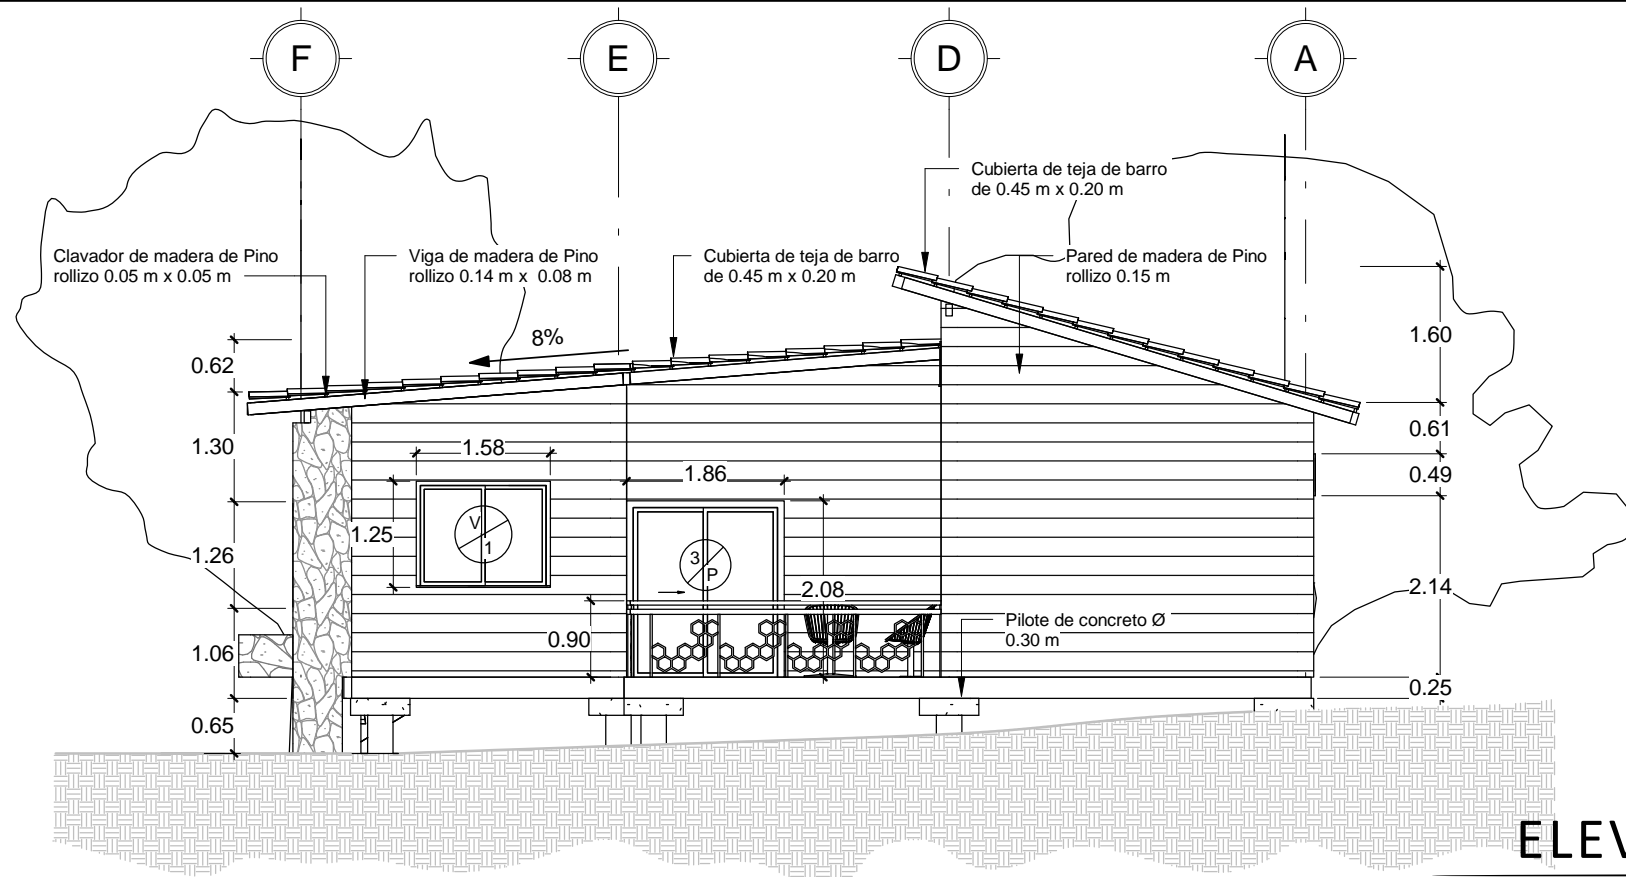 F
E
D
A
Cubierta de teja de barro
de 0.45 m x 0.20 m
Clavador de madera de Pino
rollizo 0.05 m x 0.05 m
Viga de madera de Pino
rollizo 0.14 m x 0.08 m
Cubierta de teja de barro
de 0.45 m x 0.20 m
Pared de madera de Pino
rollizo 0.15 m
8%
0.62
1.30
1.26
1.06
0.65
1.58
1.25
V
1
1.86
3
P
2.08
0.90
Pilote de concreto Ø
0.30 m
1.60
0.61
0.49
2.14
0.25
ELEV